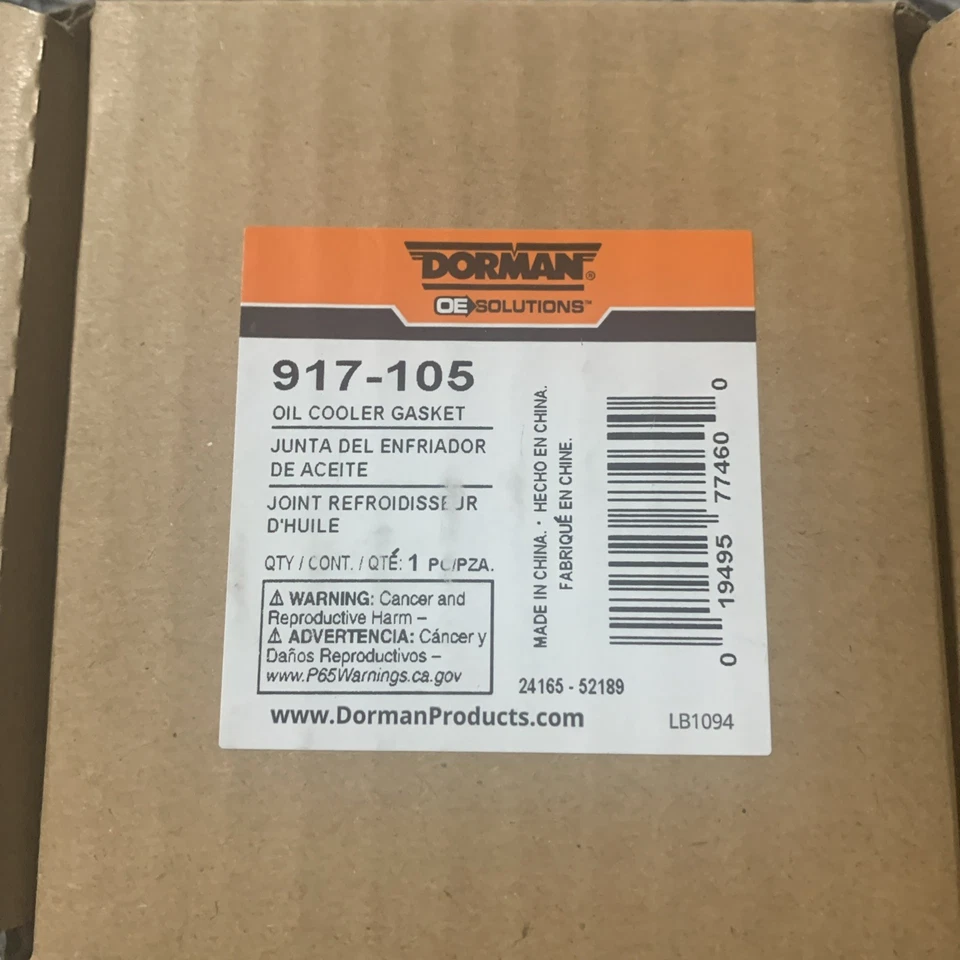 DORMAN®
OE SOLUTIONS™
917-105
OIL COOLER GASKET
JUNTA DEL ENFRIADOR
DE ACEITE
JOINT REFROIDISSEUR
D'HUILE
QTY / CONT. / QTÉ: 1 PC/PZA.
⚠ WARNING: Cancer and
Reproductive Harm –
⚠ ADVERTENCIA: Cáncer y
Daños Reproductivos –
www.P65Warnings.ca.gov
www.DormanProducts.com
MADE IN CHINA. · HECHO EN CHINA.
FABRIQUÉ EN CHINE.
0 19495 77460 0
24165 - 52189
LB1094